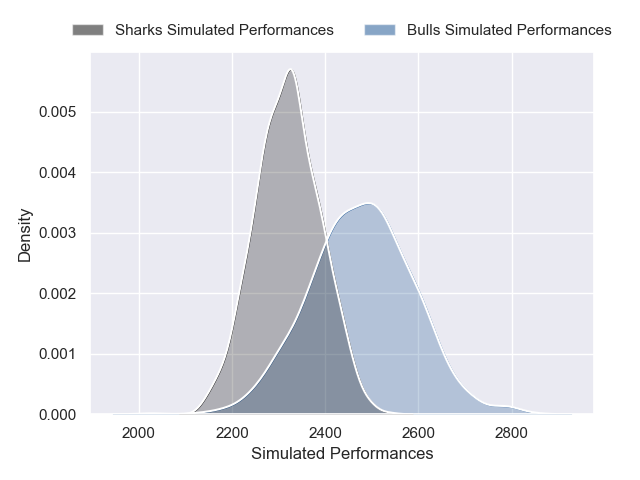 Sharks Simulated Performances
Bulls Simulated Performances
0.005
0.004
0.003
0.002
0.001
0.000
Density
2000 2200 2400 2600 2800
Simulated Performances